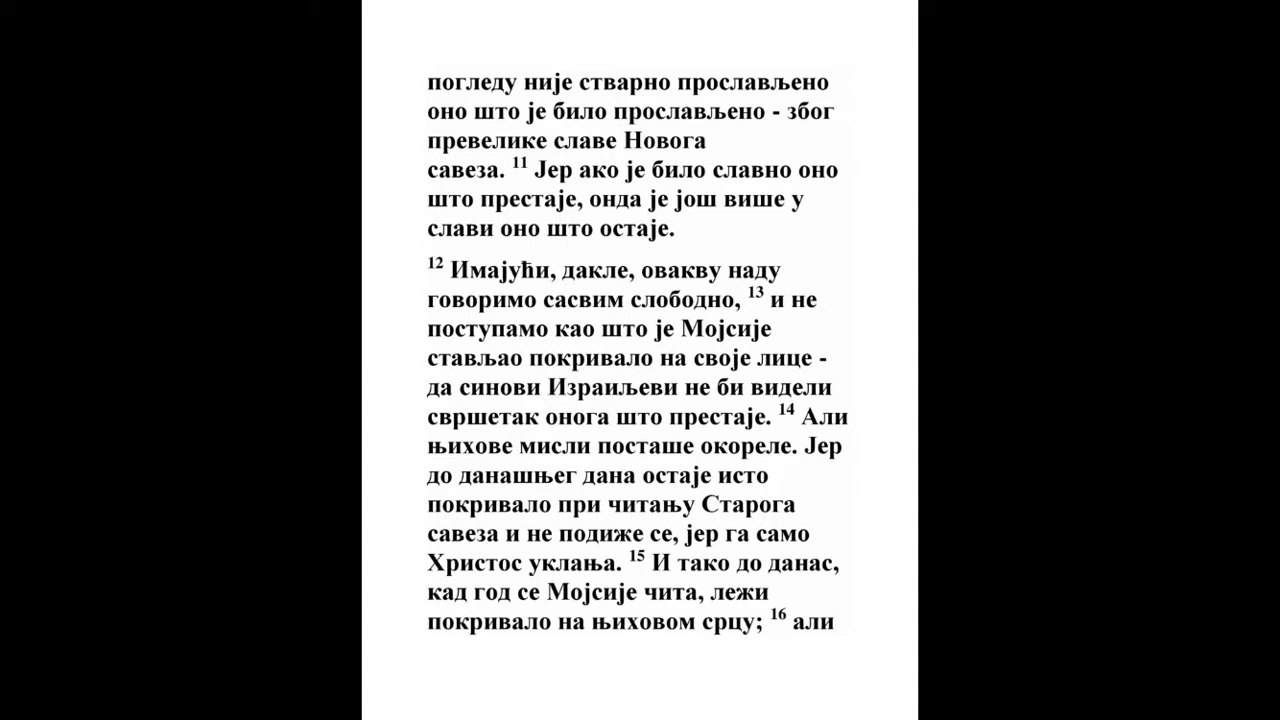 погледу није стварно прослављено
оно што је било прослављено - због
превелике славе Новога
савеза. 11 Јер ако је било славно оно
што престаје, онда је још више у
слави оно што остаје.
12 Имајући, дакле, овакву наду
говоримо сасвим слободно, 13 и не
поступамо као што је Мојсије
стављао покривало на своје лице -
да синови Израиљеви не би видели
свршетак онога што престаје. 14 Али
њихове мисли посташе окореле. Јер
до данашњег дана остаје исто
покривало при читању Старога
савеза и не подиже се, јер га само
Христос уклања. 15 И тако до данас,
кад год се Мојсије чита, лежи
покривало на њиховом срцу; 16 али